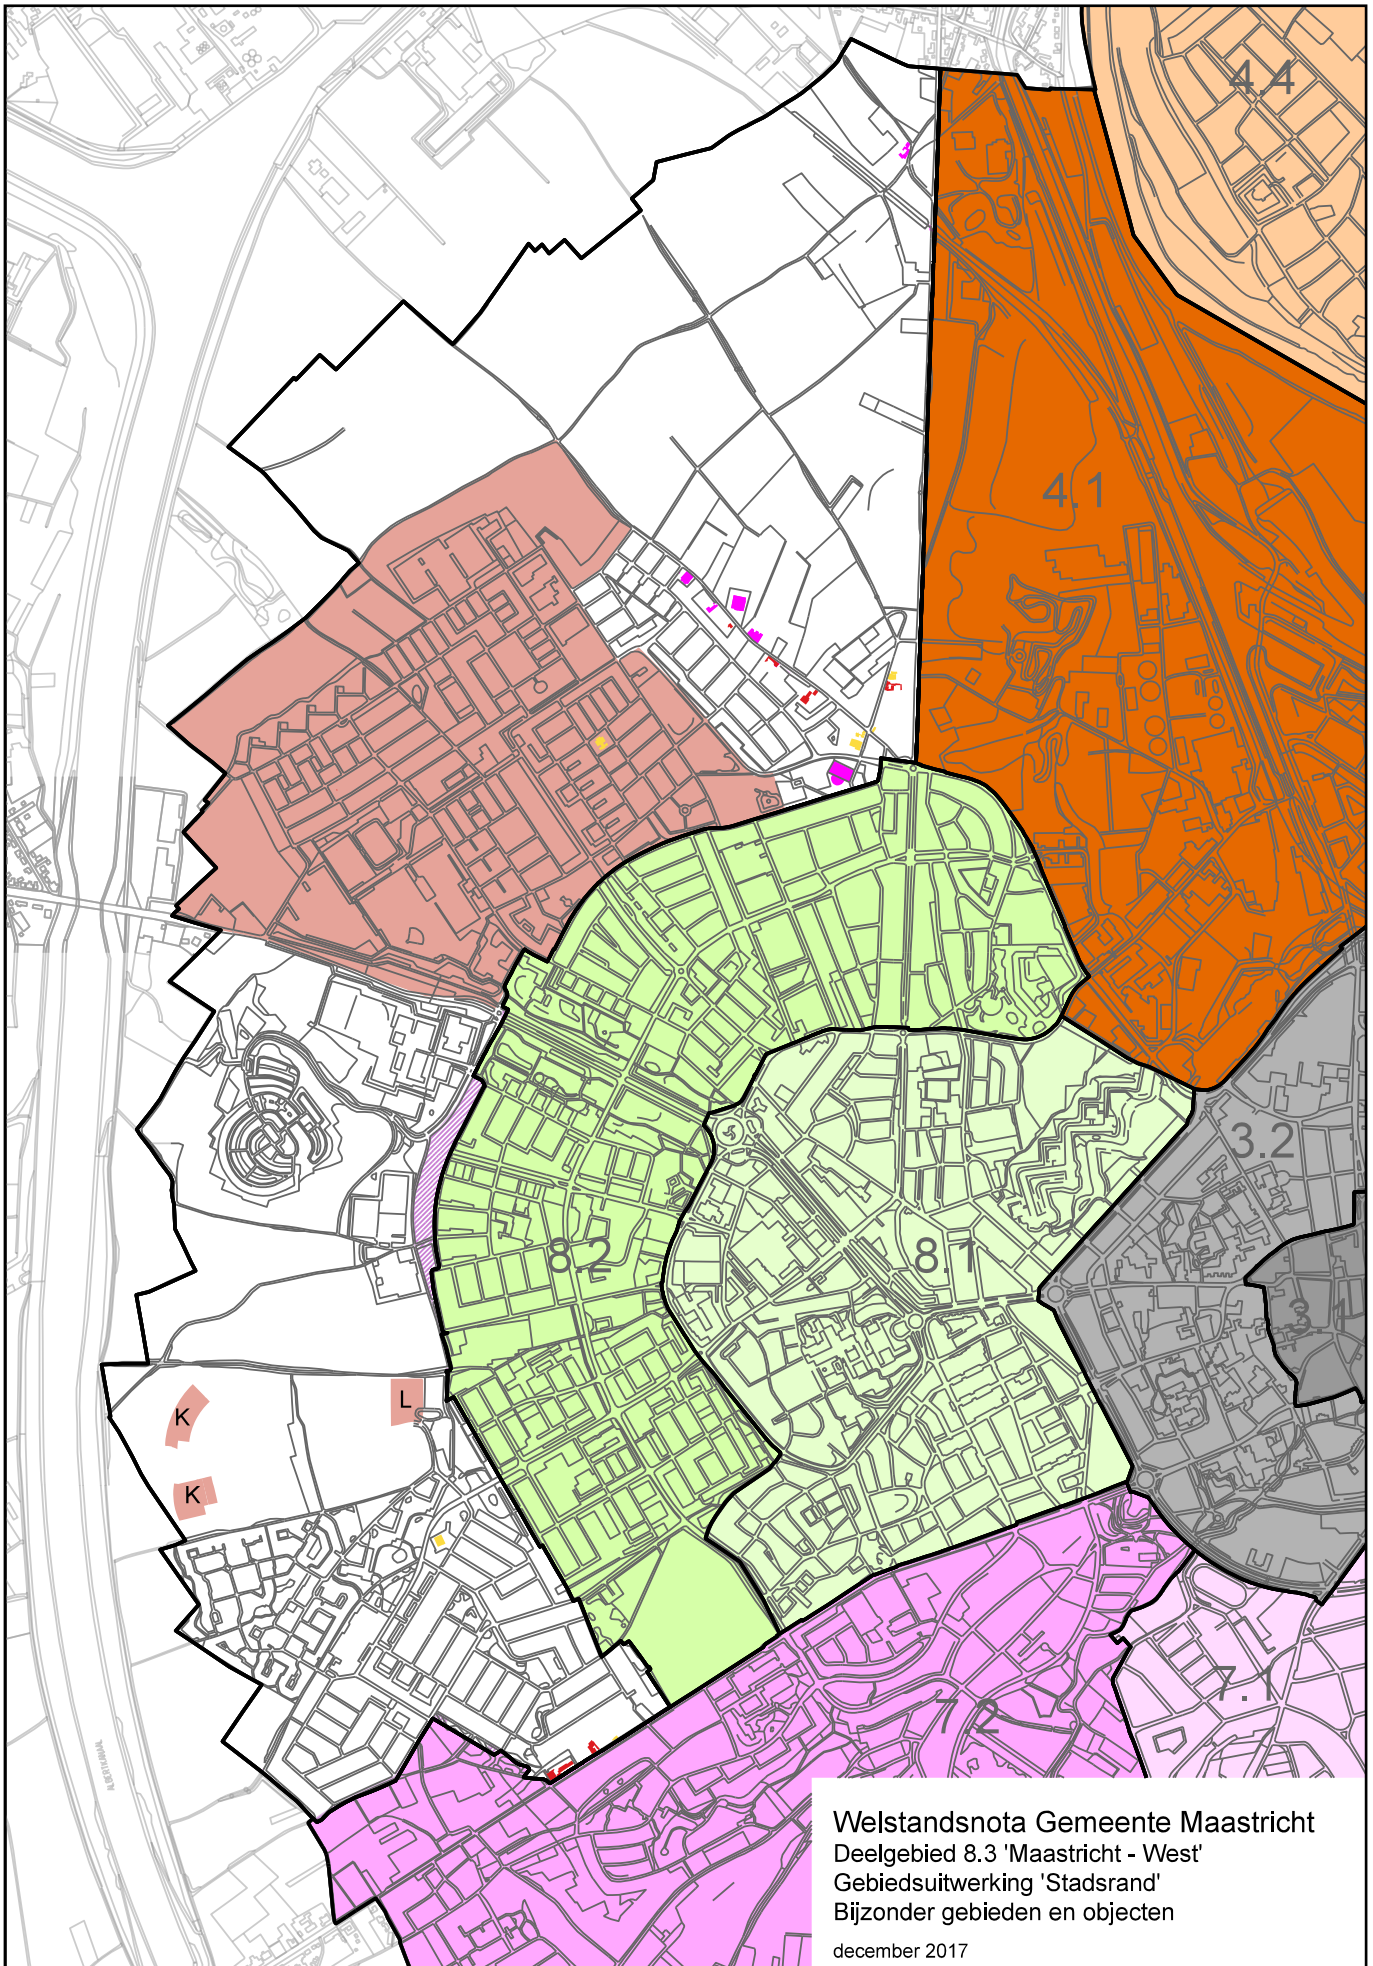 4.4
4.1
3.2
3.1
8.2
8.1
K
L
K
7.1
7.2
ALBERTKANAAL
Welstandsnota Gemeente Maastricht
Deelgebied 8.3 'Maastricht - West'
Gebiedsuitwerking 'Stadsrand'
Bijzonder gebieden en objecten
december 2017